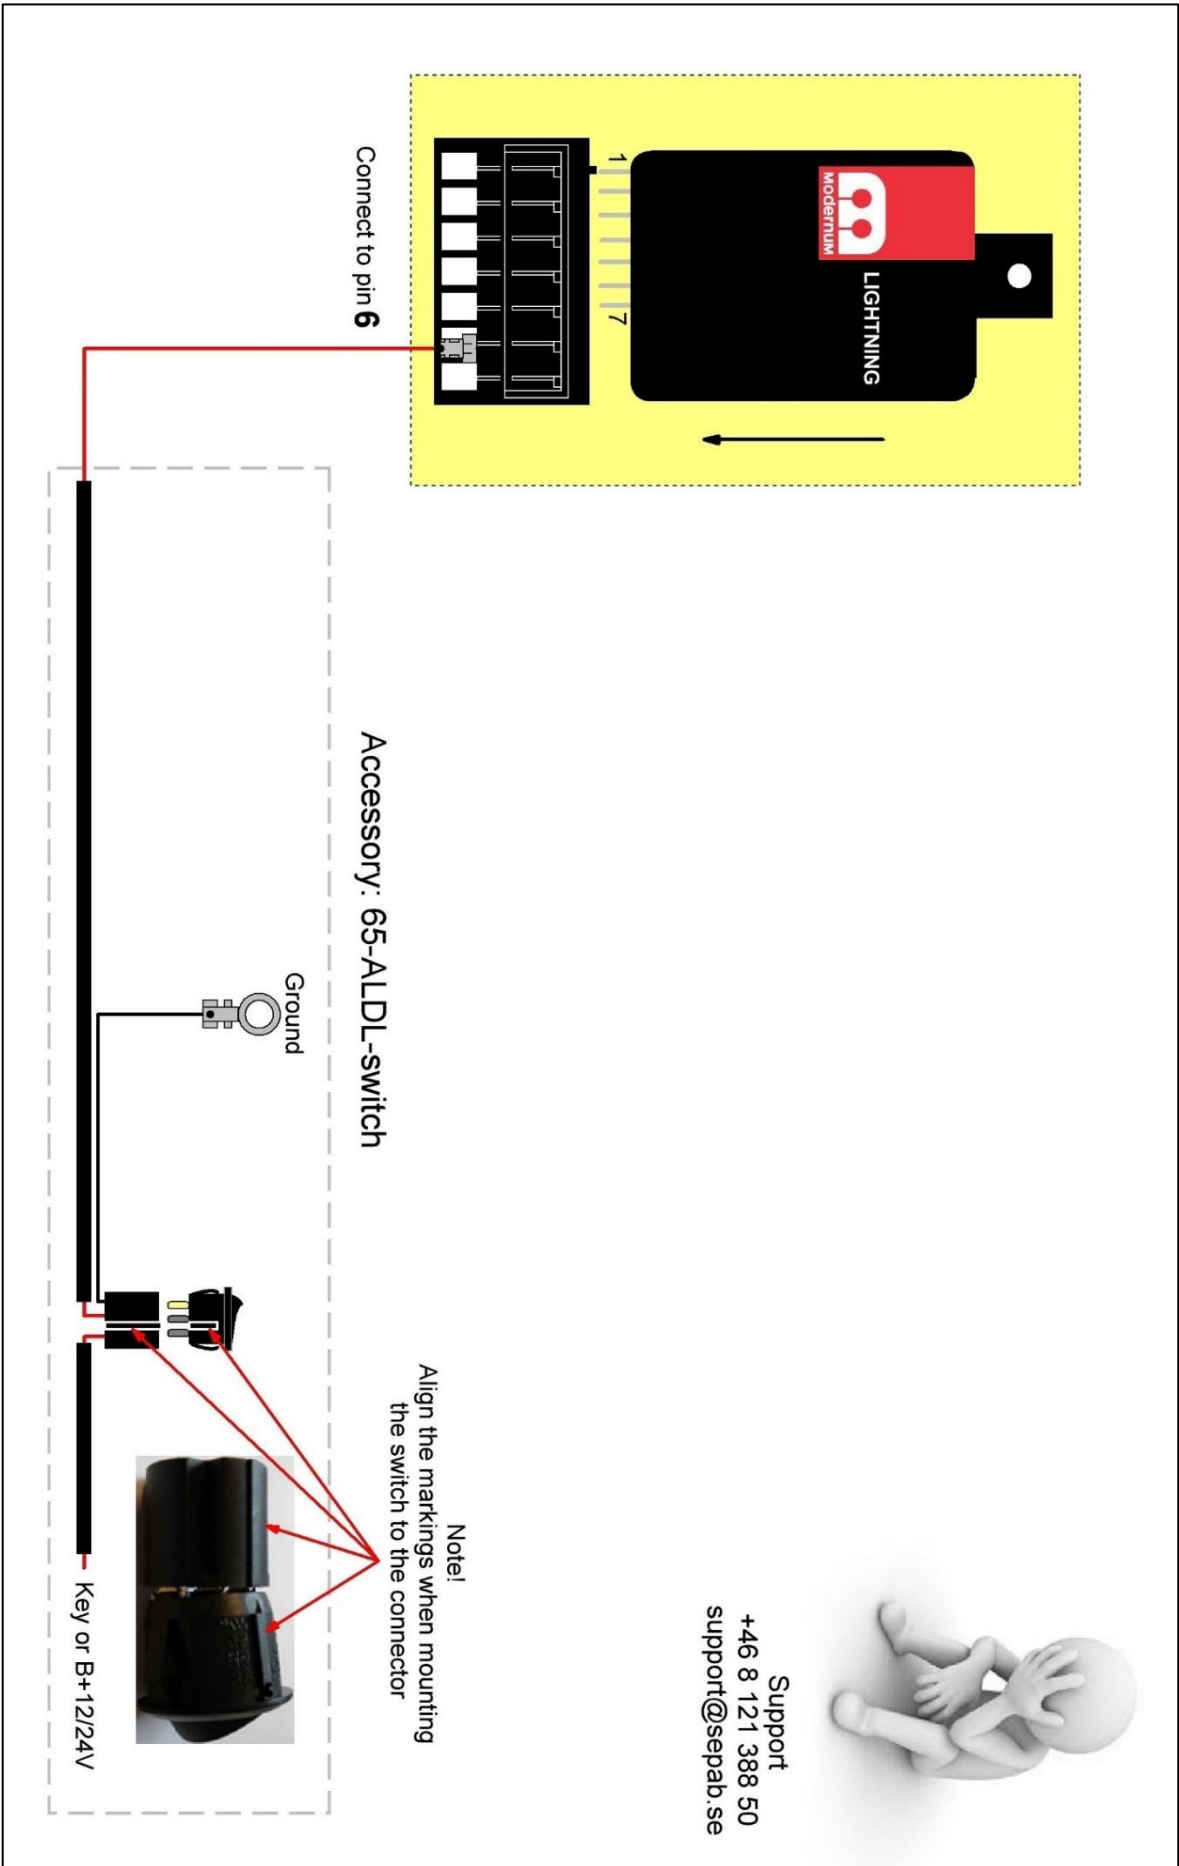 Modernum
LIGHTNING
1
7
Connect to pin 6
Support
+46 8 121 388 50
support@sepab.se
Accessory: 65-ALDL-switch
Ground
Note!
Align the markings when mounting
the switch to the connector
Key or B+12/24V